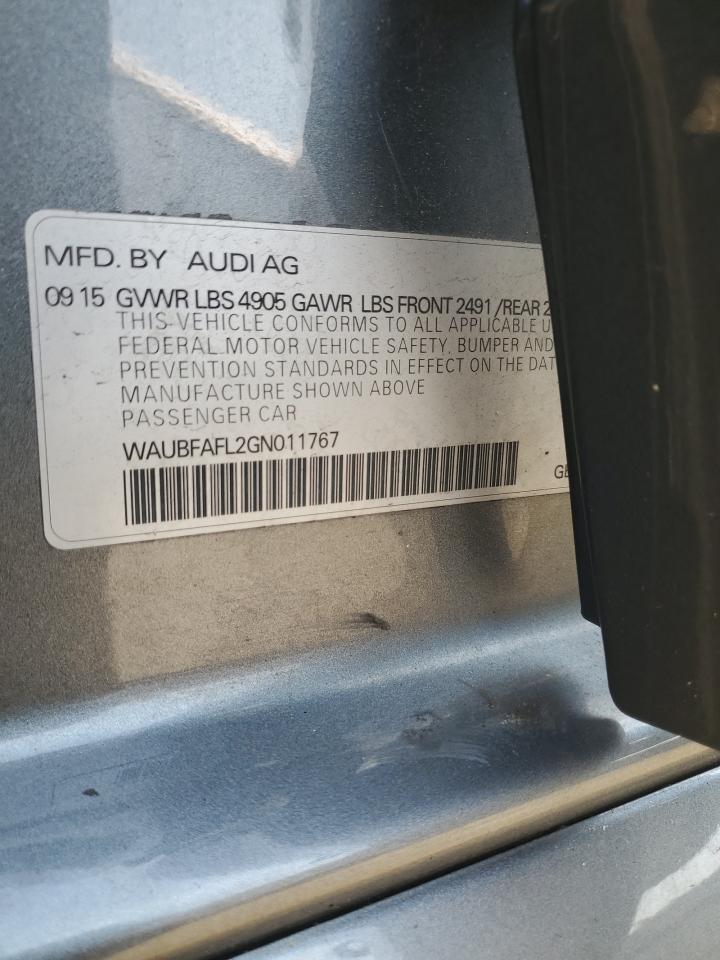 MFD. BY AUDI AG
09 15 GVWR LBS 4905 GAWR LBS FRONT 2491 /REAR 2
THIS VEHICLE CONFORMS TO ALL APPLICABLE U
FEDERAL MOTOR VEHICLE SAFETY, BUMPER AND
PREVENTION STANDARDS IN EFFECT ON THE DAT
MANUFACTURE SHOWN ABOVE
PASSENGER CAR
WAUBFAFL2GN011767